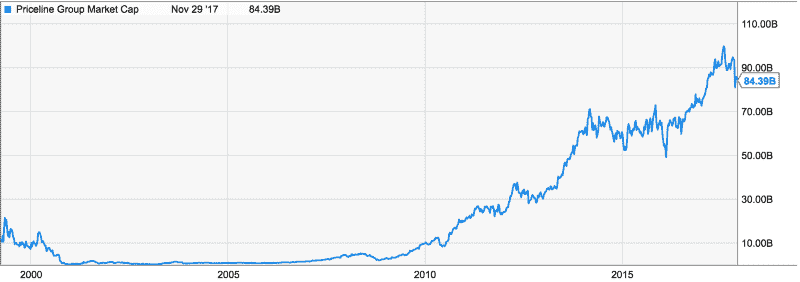 Priceline Group Market Cap Nov 29 '17 84.39B
110.00B
90.00B
84.39B
70.00B
50.00B
30.00B
10.00B
2000 2005 2010 2015